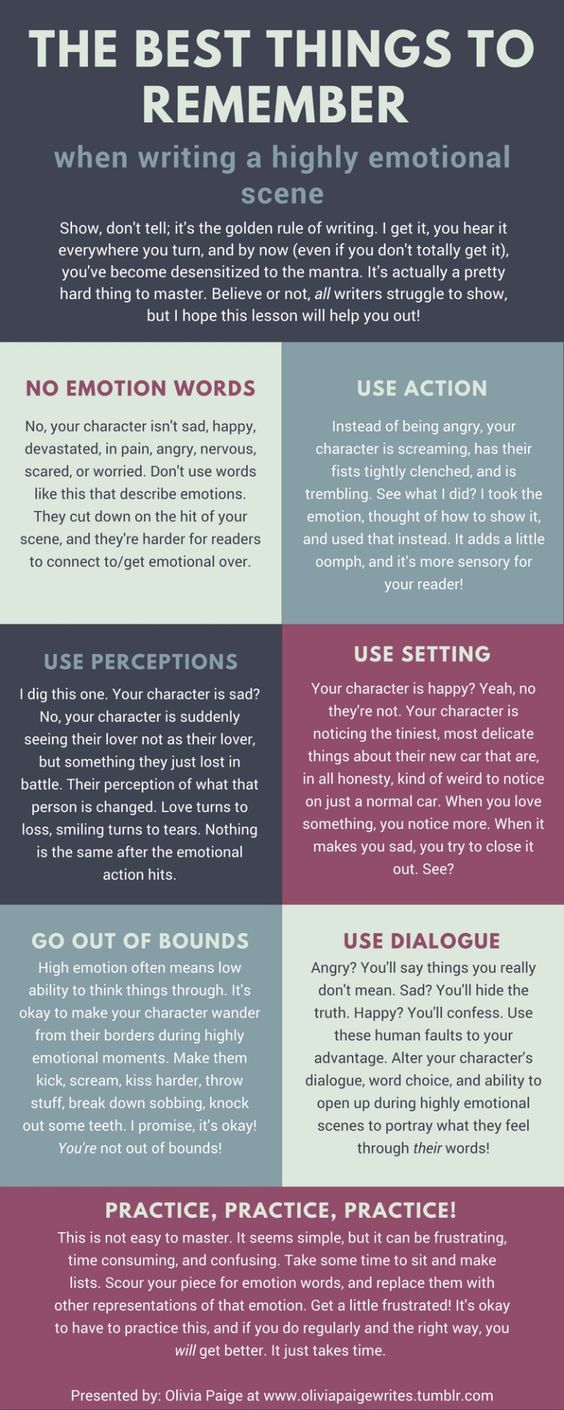 THE BEST THINGS TO
REMEMBER
when writing a highly emotional
scene
Show, don't tell; it's the golden rule of writing. I get it, you hear it
everywhere you turn, and by now (even if you don't totally get it),
you've become desensitized to the mantra. It's actually a pretty
hard thing to master. Believe or not, all writers struggle to show,
but I hope this lesson will help you out!
NO EMOTION WORDS
No, your character isn't sad, happy,
devastated, in pain, angry, nervous,
scared, or worried. Don't use words
like this that describe emotions.
They cut down on the hit of your
scene, and they're harder for readers
to connect to/get emotional over.
USE ACTION
Instead of being angry, your
character is screaming, has their
fists tightly clenched, and is
trembling. See what I did? I took the
emotion, thought of how to show it,
and used that instead. It adds a little
oomph, and it's more sensory for
your reader!
USE PERCEPTIONS
I dig this one. Your character is sad?
No, your character is suddenly
seeing their lover not as their lover,
but something they just lost in
battle. Their perception of what that
person is changed. Love turns to
loss, smiling turns to tears. Nothing
is the same after the emotional
action hits.
USE SETTING
Your character is happy? Yeah, no
they're not. Your character is
noticing the tiniest, most delicate
things about their new car that are,
in all honesty, kind of weird to notice
on just a normal car. When you love
something, you notice more. When it
makes you sad, you try to close it
out. See?
GO OUT OF BOUNDS
High emotion often means low
ability to think things through. It's
okay to make your character wander
from their borders during highly
emotional moments. Make them
kick, scream, kiss harder, throw
stuff, break down sobbing, knock
out some teeth. I promise, it's okay!
You're not out of bounds!
USE DIALOGUE
Angry? You'll say things you really
don't mean. Sad? You'll hide the
truth. Happy? You'll confess. Use
these human faults to your
advantage. Alter your character's
dialogue, word choice, and ability to
open up during highly emotional
scenes to portray what they feel
through their words!
PRACTICE, PRACTICE, PRACTICE!
This is not easy to master. It seems simple, but it can be frustrating,
time consuming, and confusing. Take some time to sit and make
lists. Scour your piece for emotion words, and replace them with
other representations of that emotion. Get a little frustrated! It's okay
to have to practice this, and if you do regularly and the right way, you
will get better. It just takes time.
Presented by: Olivia Paige at www.oliviapaigewrites.tumblr.com